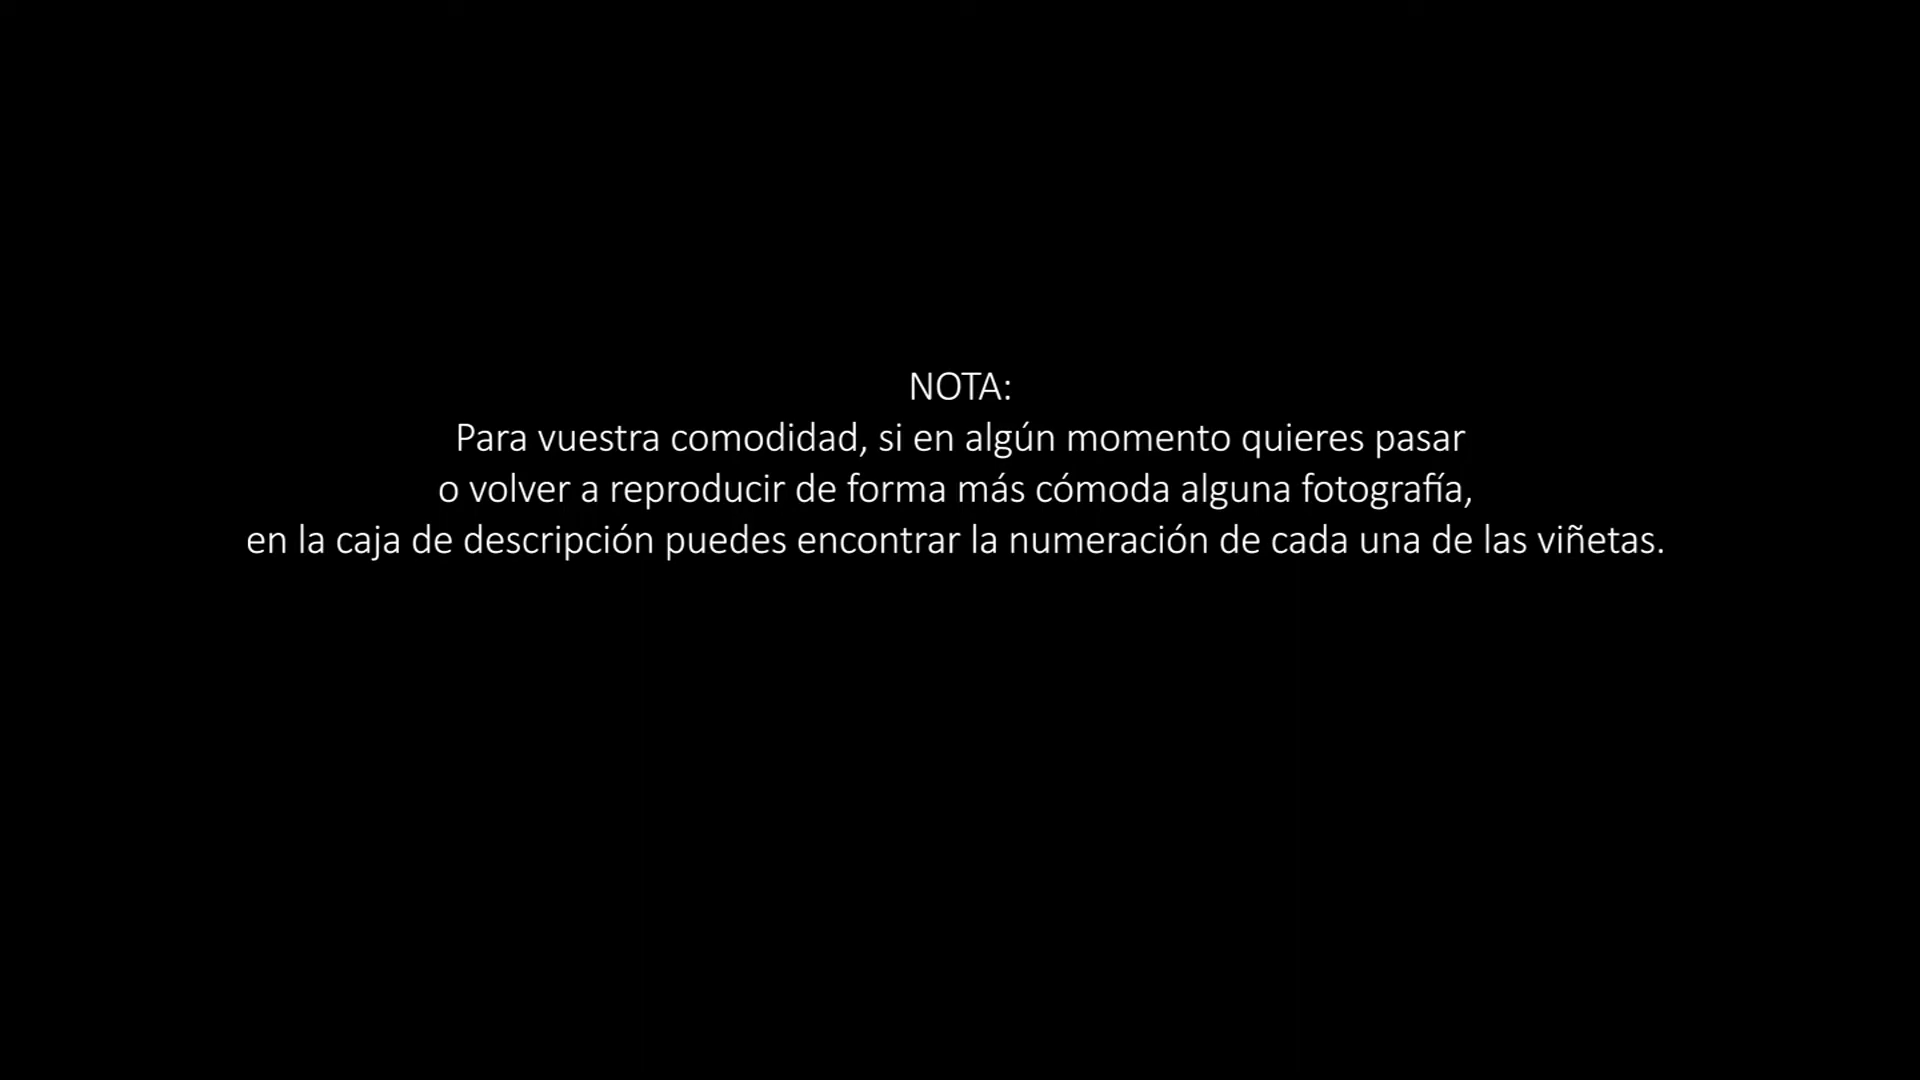 NOTA:
Para vuestra comodidad, si en algún momento quieres pasar
o volver a reproducir de forma más cómoda alguna fotografía,
en la caja de descripción puedes encontrar la numeración de cada una de las viñetas.